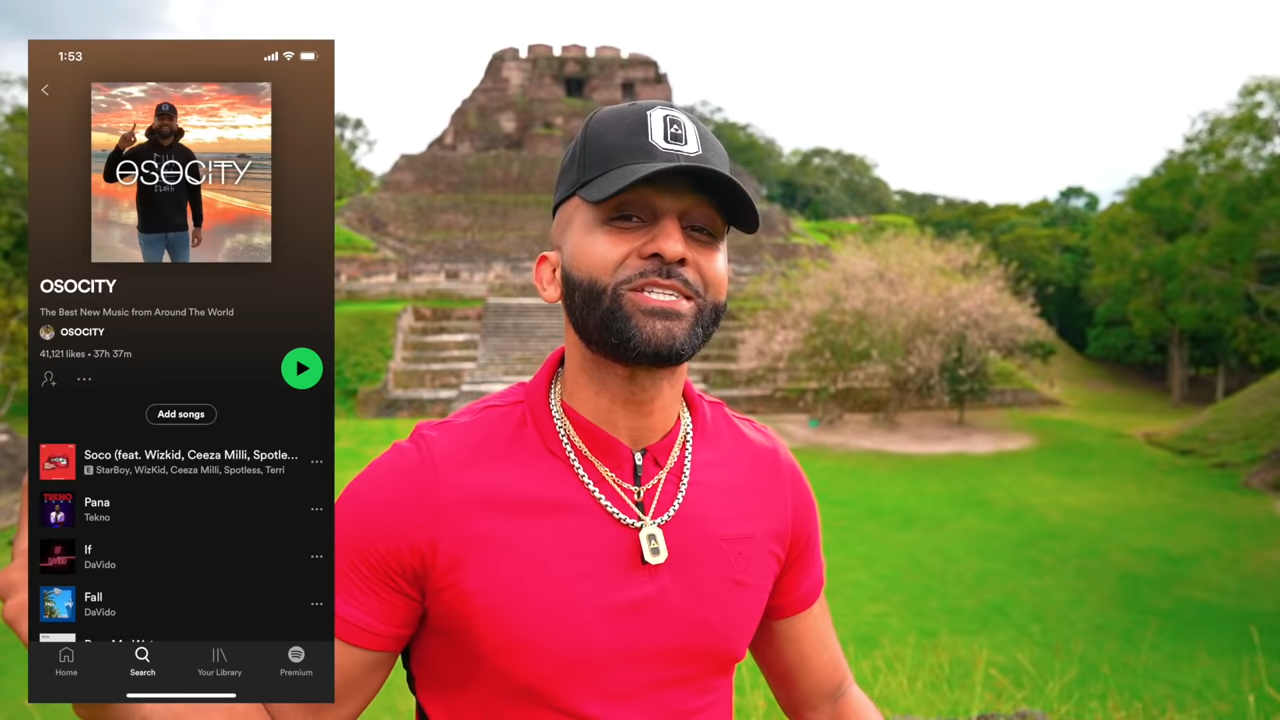 1:53
OSOCITY
OSOCITY
The Best New Music from Around The World
OSOCITY
41,121 likes • 37h 37m
Add songs
Soco (feat. Wizkid, Ceeza Milli, Spotle...
E StarBoy, WizKid, Ceeza Milli, Spotless, Terri
TEKNO
Pana
Tekno
If
DaVido
Fall
DaVido
Home
Search
Your Library
Premium